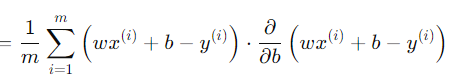 = \frac{1}{m} \sum_{i=1}^{m} \left( wx^{(i)} + b - y^{(i)} \right) \cdot \frac{\partial}{\partial b} \left( wx^{(i)} + b - y^{(i)} \right)